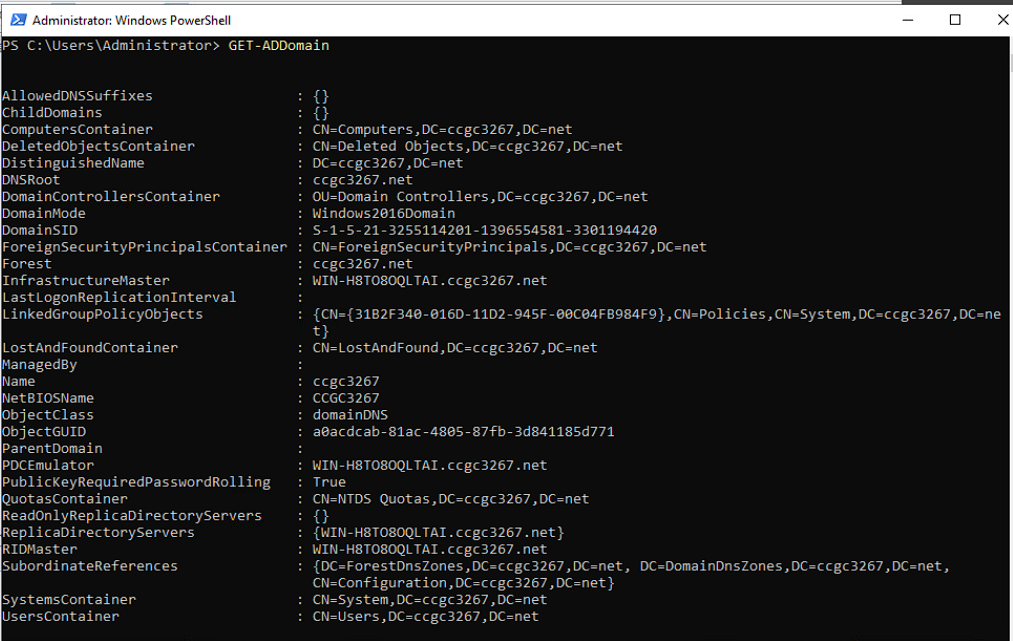 Administrator: Windows PowerShell
PS C:\Users\Administrator> GET-ADDomain
AllowedDNSSuffixes : {}
ChildDomains : {}
ComputersContainer : CN=Computers,DC=ccgc3267,DC=net
DeletedObjectsContainer : CN=Deleted Objects,DC=ccgc3267,DC=net
DistinguishedName : DC=ccgc3267,DC=net
DNSRoot : ccgc3267.net
DomainControllersContainer : OU=Domain Controllers,DC=ccgc3267,DC=net
DomainMode : Windows2016Domain
DomainSID : S-1-5-21-3255114201-1396554581-3301194420
ForeignSecurityPrincipalsContainer : CN=ForeignSecurityPrincipals,DC=ccgc3267,DC=net
Forest : ccgc3267.net
InfrastructureMaster : WIN-H8TO8OQLTAI.ccgc3267.net
LastLogonReplicationInterval :
LinkedGroupPolicyObjects : {CN={31B2F340-016D-11D2-945F-00C04FB984F9},CN=Policies,CN=System,DC=ccgc3267,DC=ne
t}
LostAndFoundContainer : CN=LostAndFound,DC=ccgc3267,DC=net
ManagedBy :
Name : ccgc3267
NetBIOSName : CCGC3267
ObjectClass : domainDNS
ObjectGUID : a0acdcab-81ac-4805-87fb-3d841185d771
ParentDomain :
PDCEmulator : WIN-H8TO8OQLTAI.ccgc3267.net
PublicKeyRequiredPasswordRolling : True
QuotasContainer : CN=NTDS Quotas,DC=ccgc3267,DC=net
ReadOnlyReplicaDirectoryServers : {}
ReplicaDirectoryServers : {WIN-H8TO8OQLTAI.ccgc3267.net}
RIDMaster : WIN-H8TO8OQLTAI.ccgc3267.net
SubordinateReferences : {DC=ForestDnsZones,DC=ccgc3267,DC=net, DC=DomainDnsZones,DC=ccgc3267,DC=net,
CN=Configuration,DC=ccgc3267,DC=net}
SystemsContainer : CN=System,DC=ccgc3267,DC=net
UsersContainer : CN=Users,DC=ccgc3267,DC=net